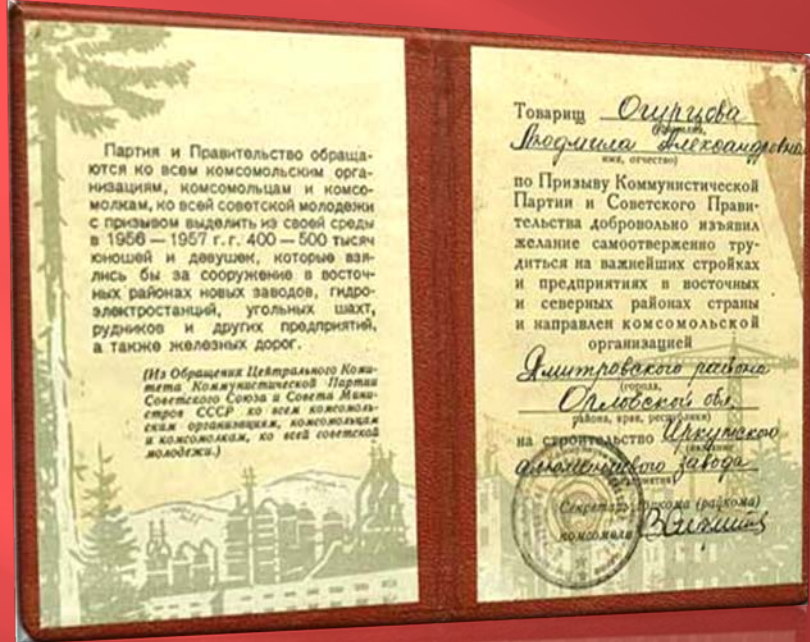 Партия и Правительство обраща-
ются ко всем комсомольским орга-
низациям, комсомольцам и комсо-
молкам, ко всей советской молодежи
с призывом выделить из своей среды
в 1956 — 1957 г.г. 400 — 500 тысяч
юношей и девушек, которые взя-
лись бы за сооружение в восточ-
ных районах новых заводов, гидро-
электростанций, угольных шахт,
рудников и других предприятий,
а также железных дорог.
(Из Обращения Центрального Коми-
тета Коммунистической Партии
Советского Союза и Совета Мини-
стров СССР ко всем комсомоль-
ским организациям, комсомольцам
и комсомолкам, ко всей советской
молодежи.)
Товарищ Огурцова
(фамилия,
Людмила Александровна
имя, отчество)
по Призыву Коммунистической
Партии и Советского Прави-
тельства добровольно изъявил
желание самоотверженно тру-
диться на важнейших стройках
и предприятиях в восточных
и северных районах страны
и направлен комсомольской
организацией
Дмитровского района
(города,
Орловской обл.
района, края, республики)
на строительство Иркутского
(название
алюминиевого завода
предприятия)
Секретарь горкома (райкома)
комсомола